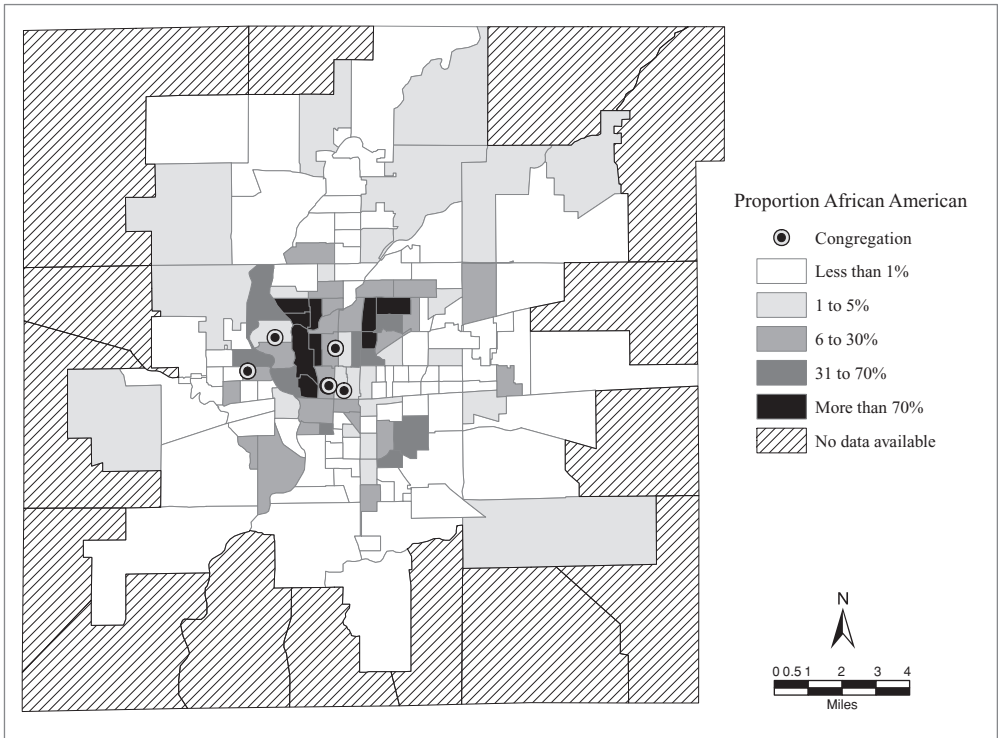 Proportion African American
Congregation
Less than 1%
1 to 5%
6 to 30%
31 to 70%
More than 70%
No data available
N
0 0.5 1 2 3 4
Miles